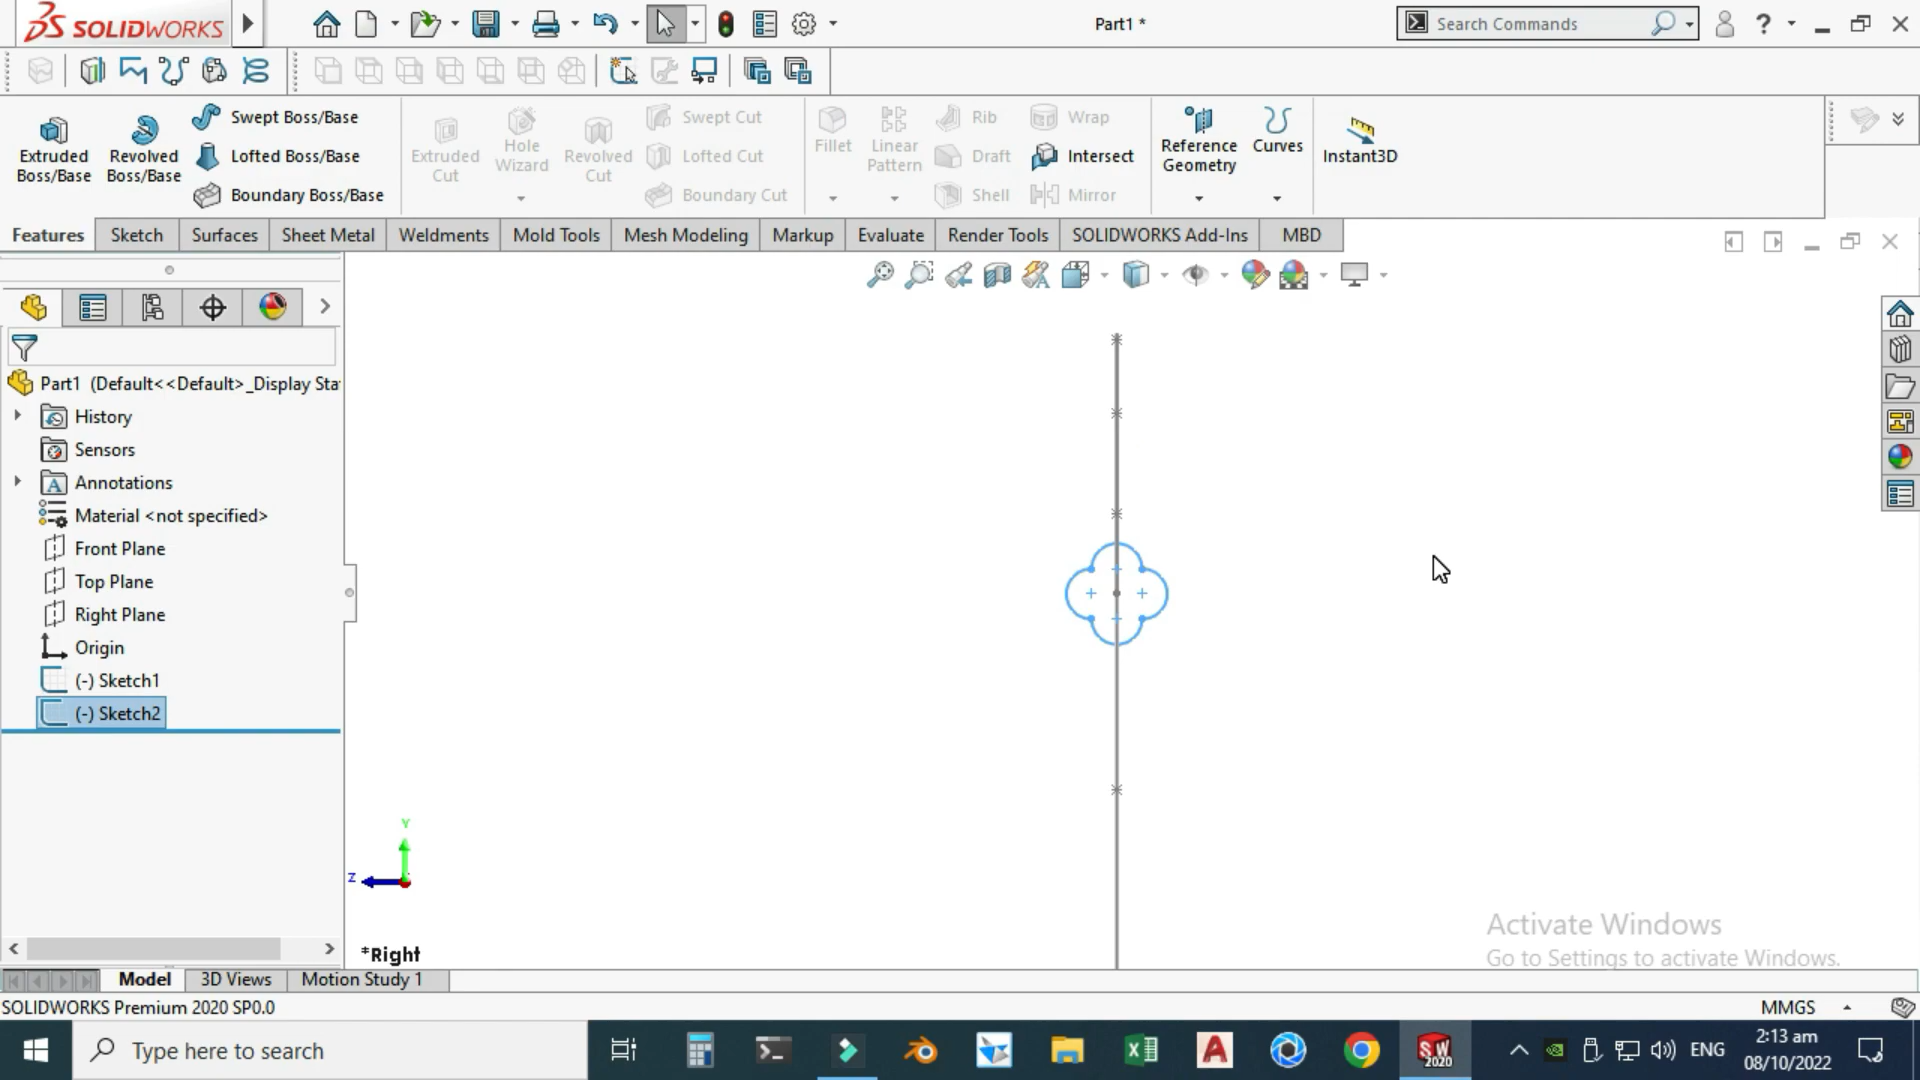 SOLIDWORKS
Part1 *
Search Commands
Extruded Boss/Base
Revolved Boss/Base
Swept Boss/Base
Lofted Boss/Base
Boundary Boss/Base
Extruded Cut
Hole Wizard
Revolved Cut
Swept Cut
Lofted Cut
Boundary Cut
Fillet
Linear Pattern
Rib
Draft
Shell
Wrap
Intersect
Mirror
Reference Geometry
Curves
Instant3D
Features
Sketch
Surfaces
Sheet Metal
Weldments
Mold Tools
Mesh Modeling
Markup
Evaluate
Render Tools
SOLIDWORKS Add-Ins
MBD
Part1 (Default<<Default>_Display Sta
History
Sensors
Annotations
Material <not specified>
Front Plane
Top Plane
Right Plane
Origin
(-) Sketch1
(-) Sketch2
Y
Z
*Right
Activate Windows
Go to Settings to activate Windows.
Model
3D Views
Motion Study 1
SOLIDWORKS Premium 2020 SP0.0
MMGS
Type here to search
SW
2020
ENG
2:13 am
08/10/2022